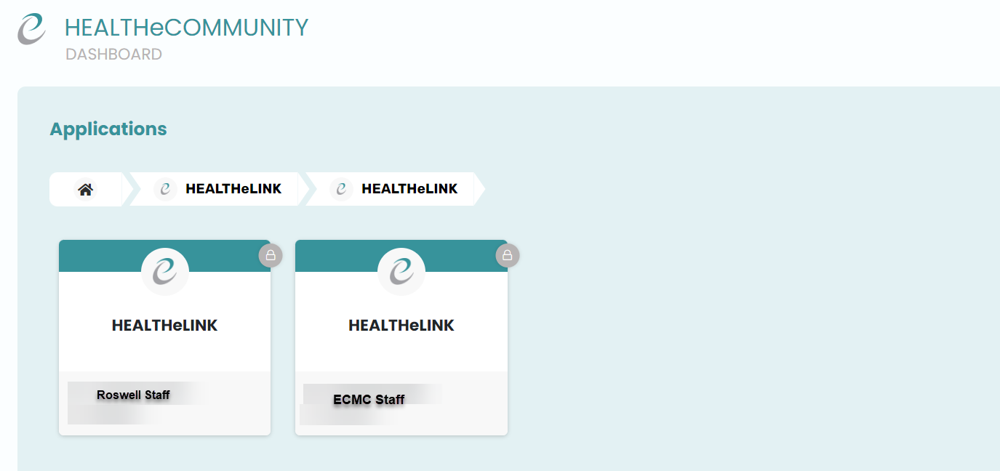 HEALTHeCOMMUNITY
DASHBOARD
Applications
HEALTHeLINK HEALTHeLINK
HEALTHeLINK HEALTHeLINK
Roswell Staff ECMC Staff